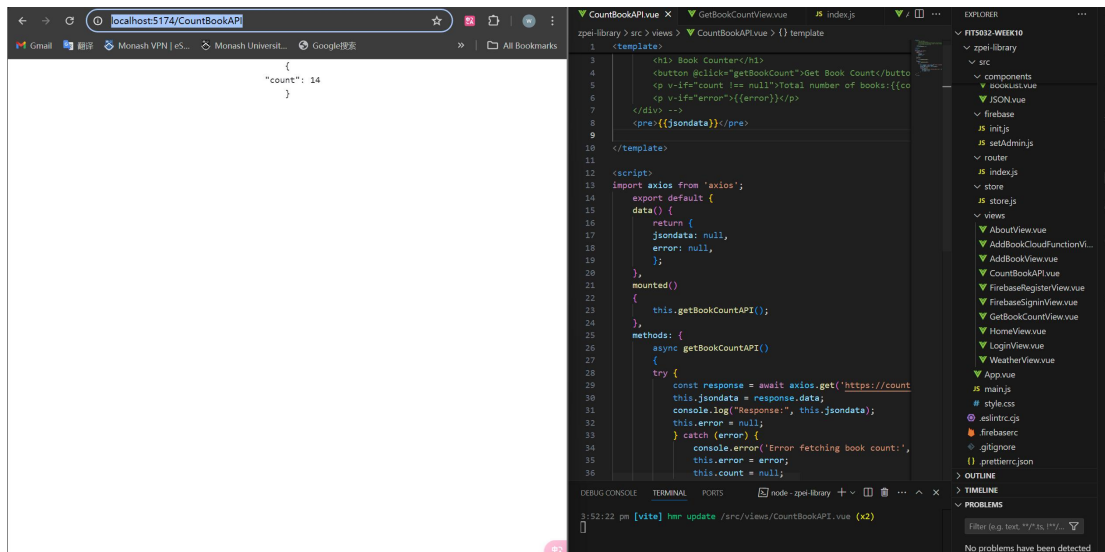 localhost:5174/CountBookAPI
Gmail 翻译 Monash VPN | eS... Monash Universit... Google搜索 » All Bookmarks
{
"count": 14
}
CountBookAPI.vue GetBookCountView.vue JS index.js
zpei-library > src > views > CountBookAPI.vue > {} template
1 <template>
3 <h1> Book Counter</h1>
4 <button @click="getBookCount">Get Book Count</butto
5 <p v-if="count !== null">Total number of books:{{co
6 <p v-if="error">{{error}}</p>
7 </div> -->
8 <pre>{{jsondata}}</pre>
9
10 </template>
11
12 <script>
13 import axios from 'axios';
14 export default {
15 data() {
16 return {
17 jsondata: null,
18 error: null,
19 };
20 },
21 mounted()
22 {
23 this.getBookCountAPI();
24 },
25 methods: {
26 async getBookCountAPI()
27 {
28 try {
29 const response = await axios.get('https://count
30 this.jsondata = response.data;
31 console.log("Response:", this.jsondata);
32 this.error = null;
33 } catch (error) {
34 console.error('Error fetching book count:',
35 this.error = error;
36 this.count = null;
DEBUG CONSOLE TERMINAL PORTS node - zpei-library
3:52:22 pm [vite] hmr update /src/views/CountBookAPI.vue (x2)
EXPLORER
FIT5032-WEEK10
zpei-library
src
components
BookList.vue
JSON.vue
firebase
JS init.js
JS setAdmin.js
router
JS index.js
store
JS store.js
views
AboutView.vue
AddBookCloudFunctionVi...
AddBookView.vue
CountBookAPI.vue
FirebaseRegisterView.vue
FirebaseSigninView.vue
GetBookCountView.vue
HomeView.vue
LoginView.vue
WeatherView.vue
App.vue
JS main.js
# style.css
.eslintrc.cjs
.firebaserc
.gitignore
{} .prettierrc.json
OUTLINE
TIMELINE
PROBLEMS
Filter (e.g. text, **/*.ts, !**/...
No problems have been detected